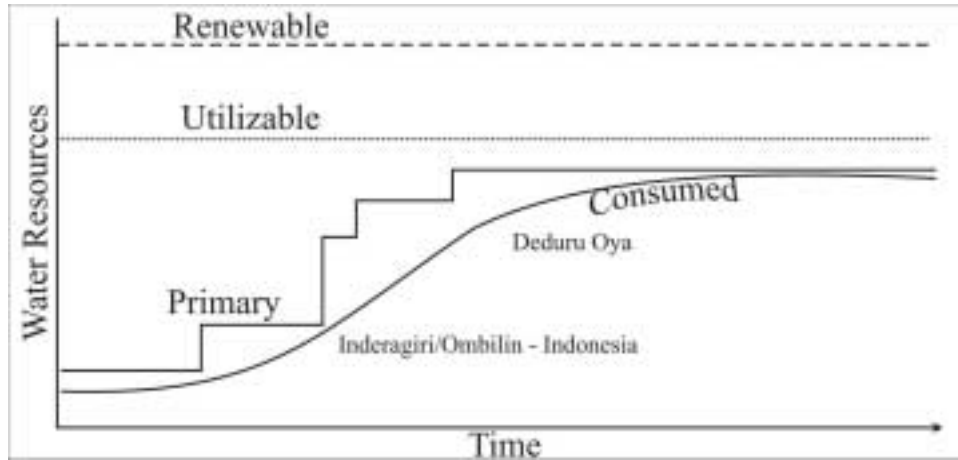 Renewable
Utilizable
Water Resources
Consumed
Deduru Oya
Primary
Inderagiri/Ombilin - Indonesia
Time